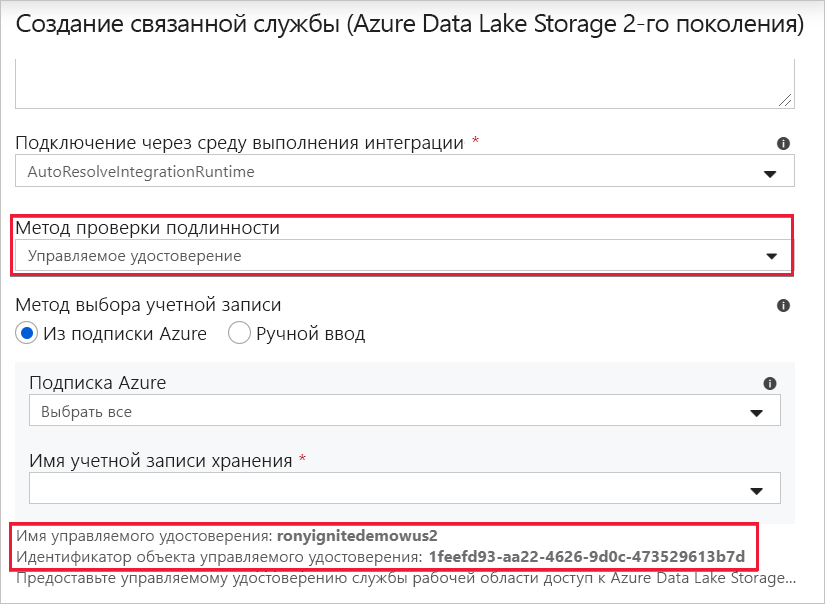 Создание связанной службы (Azure Data Lake Storage 2-го поколения)
Подключение через среду выполнения интеграции *
AutoResolveIntegrationRuntime
Метод проверки подлинности
Управляемое удостоверение
Метод выбора учетной записи
Из подписки Azure Ручной ввод
Подписка Azure
Выбрать все
Имя учетной записи хранения *
Имя управляемого удостоверения: ronyignitedemowus2
Идентификатор объекта управляемого удостоверения: 1feefd93-aa22-4626-9d0c-473529613b7d
Предоставьте управляемому удостоверению службы рабочей области доступ к Azure Data Lake Storage...